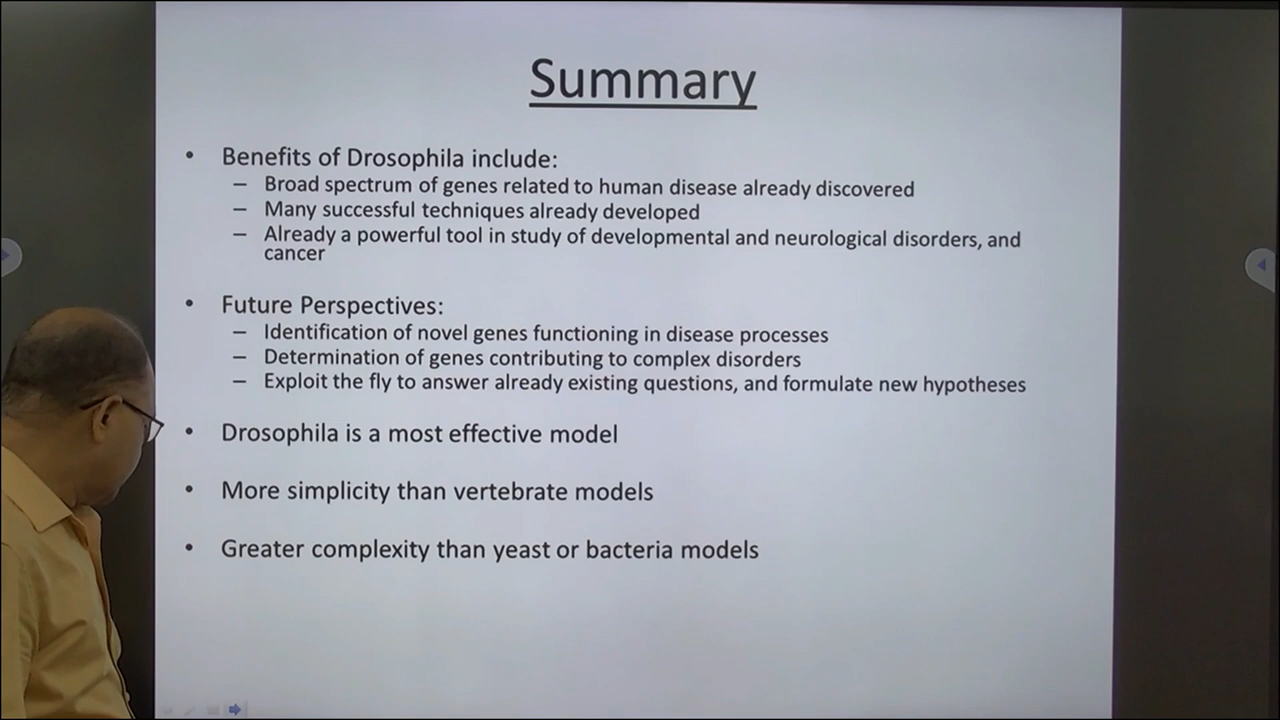 Summary
• Benefits of Drosophila include:
– Broad spectrum of genes related to human disease already discovered
– Many successful techniques already developed
– Already a powerful tool in study of developmental and neurological disorders, and
cancer
• Future Perspectives:
– Identification of novel genes functioning in disease processes
– Determination of genes contributing to complex disorders
– Exploit the fly to answer already existing questions, and formulate new hypotheses
• Drosophila is a most effective model
• More simplicity than vertebrate models
• Greater complexity than yeast or bacteria models